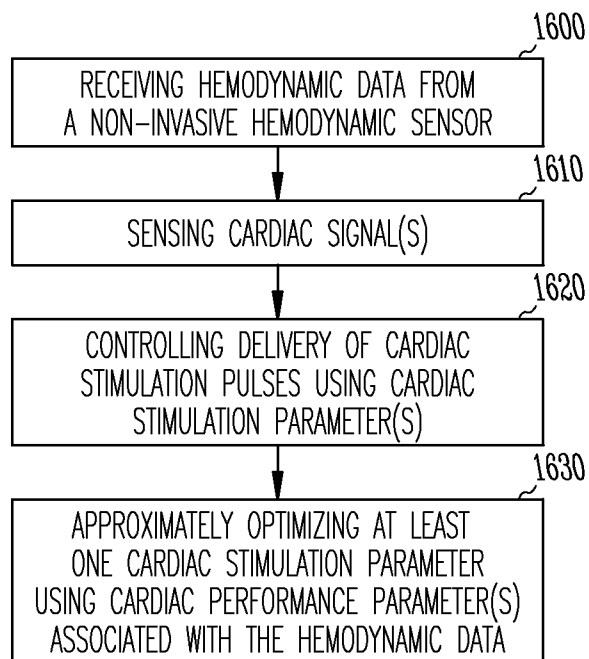 1600
RECEIVING HEMODYNAMIC DATA FROM
A NON-INVASIVE HEMODYNAMIC SENSOR
1610
SENSING CARDIAC SIGNAL(S)
1620
CONTROLLING DELIVERY OF CARDIAC
STIMULATION PULSES USING CARDIAC
STIMULATION PARAMETER(S)
1630
APPROXIMATELY OPTIMIZING AT LEAST
ONE CARDIAC STIMULATION PARAMETER
USING CARDIAC PERFORMANCE PARAMETER(S)
ASSOCIATED WITH THE HEMODYNAMIC DATA